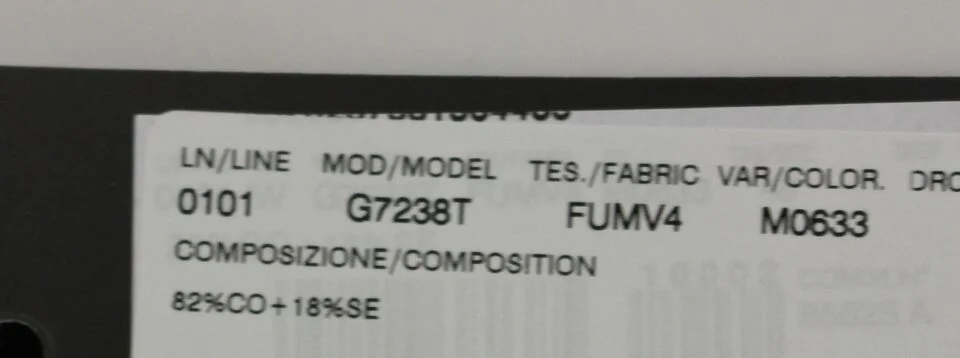 LN/LINE MOD/MODEL TES./FABRIC VAR/COLOR.
0101 G7238T FUMV4 M0633
COMPOSIZIONE/COMPOSITION
82%CO+18%SE